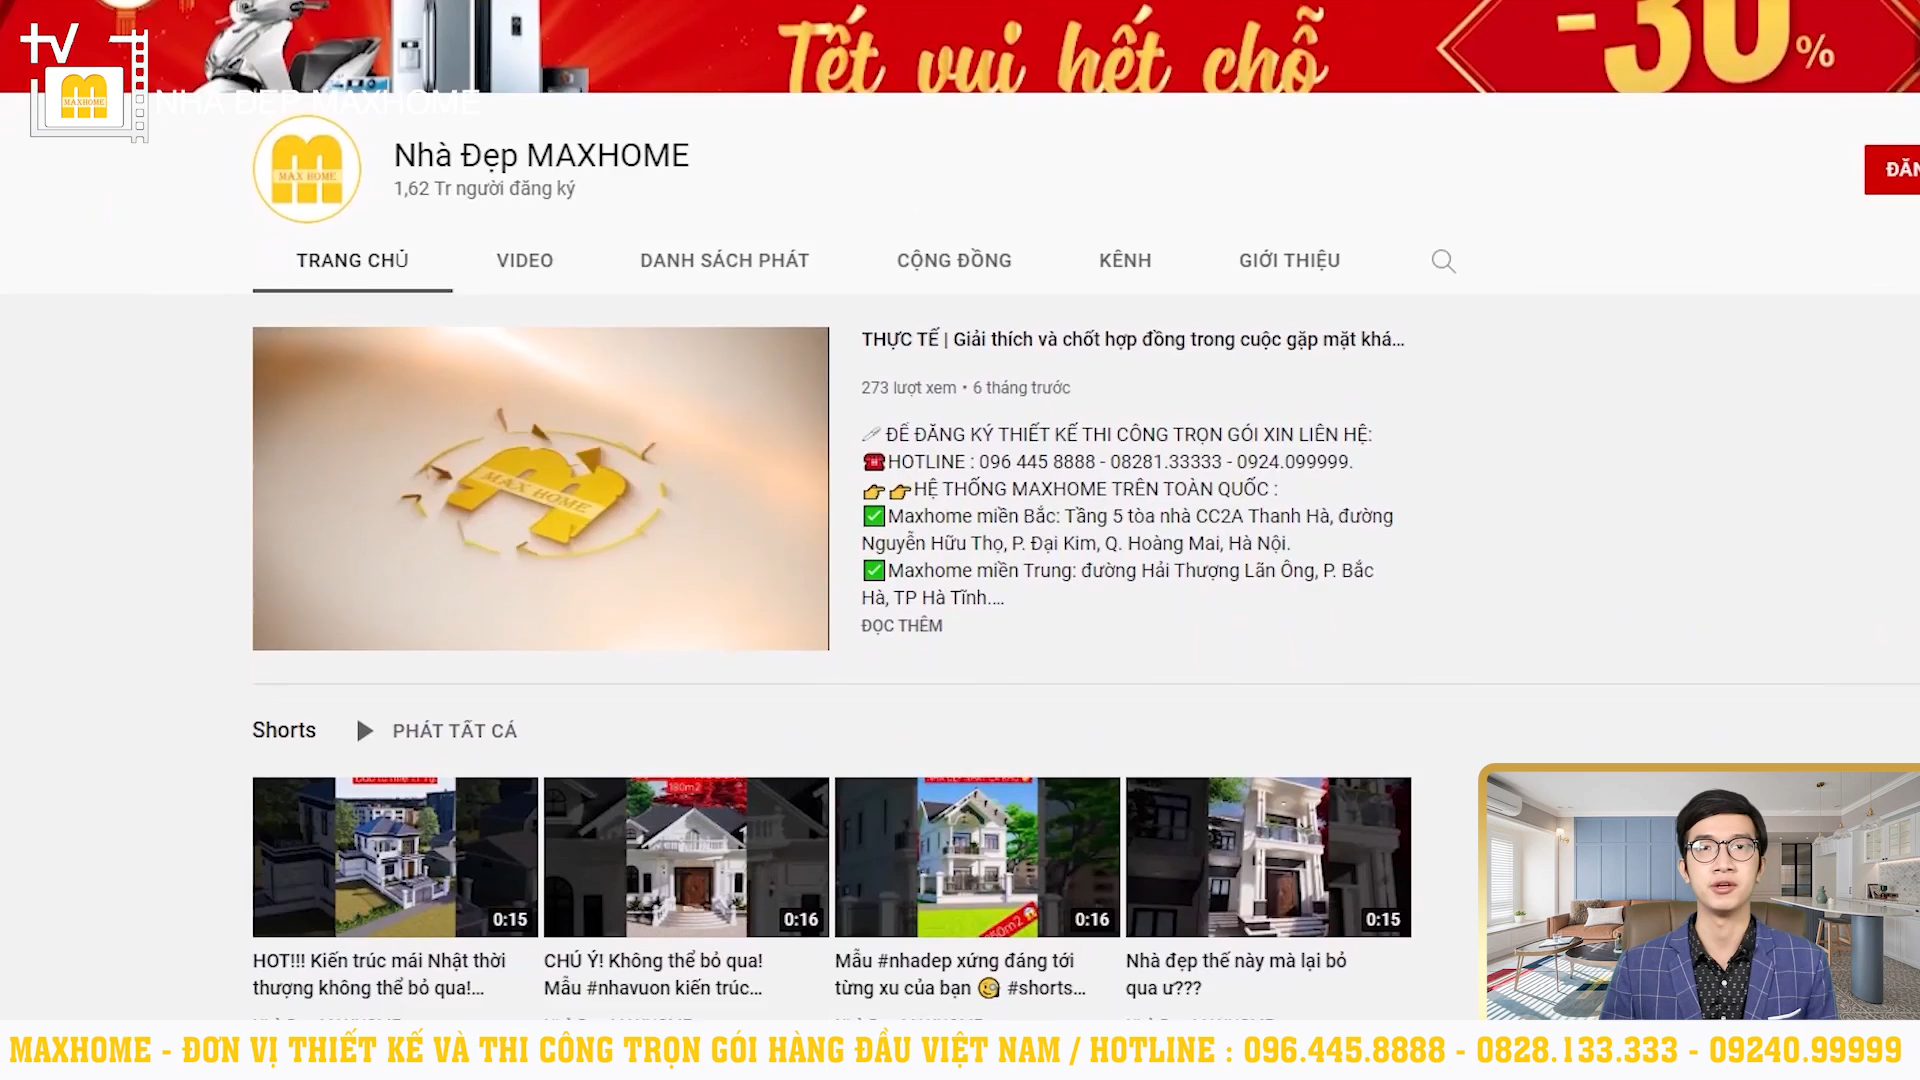 Tết vui hết chỗ
-30%
tv
MAXHOME
NHÀ ĐẸP MAXHOME
MAX HOME
Nhà Đẹp MAXHOME
1,62 Tr người đăng ký
ĐĂN
TRANG CHỦ VIDEO DANH SÁCH PHÁT CỘNG ĐỒNG KÊNH GIỚI THIỆU
MAX HOME
THỰC TẾ | Giải thích và chốt hợp đồng trong cuộc gặp mặt khá...
273 lượt xem • 6 tháng trước
ĐỂ ĐĂNG KÝ THIẾT KẾ THI CÔNG TRỌN GÓI XIN LIÊN HỆ:
☎HOTLINE : 096 445 8888 - 08281.33333 - 0924.099999.
👉👉HỆ THỐNG MAXHOME TRÊN TOÀN QUỐC :
✅Maxhome miền Bắc: Tầng 5 tòa nhà CC2A Thanh Hà, đường
Nguyễn Hữu Thọ, P. Đại Kim, Q. Hoàng Mai, Hà Nội.
✅Maxhome miền Trung: đường Hải Thượng Lãn Ông, P. Bắc
Hà, TP Hà Tĩnh....
ĐỌC THÊM
Shorts PHÁT TẤT CẢ
180m2
0:15 0:16 0:16 0:15
HOT!!! Kiến trúc mái Nhật thời
thượng không thể bỏ qua!...
CHÚ Ý! Không thể bỏ qua!
Mẫu #nhavuon kiến trúc...
Mẫu #nhadep xứng đáng tới
từng xu của bạn 🧐 #shorts...
Nhà đẹp thế này mà lại bỏ
qua ư???
MAXHOME - ĐƠN VỊ THIẾT KẾ VÀ THI CÔNG TRỌN GÓI HÀNG ĐẦU VIỆT NAM / HOTLINE : 096.445.8888 - 0828.133.333 - 09240.99999